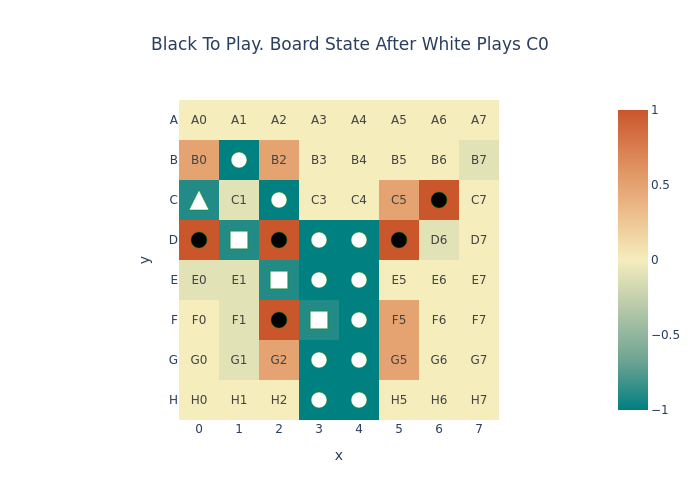 Black To Play. Board State After White Plays C0
A A0 A1 A2 A3 A4 A5 A6 A7 1
B B0 B2 B3 B4 B5 B6 B7
C C1 C3 C4 C5 C7 0.5
D D6 D7
y 0
E E0 E1 E5 E6 E7
F F0 F1 F5 F6 F7 −0.5
G G0 G1 G2 G5 G6 G7
H H0 H1 H2 H5 H6 H7 −1
0 1 2 3 4 5 6 7
x